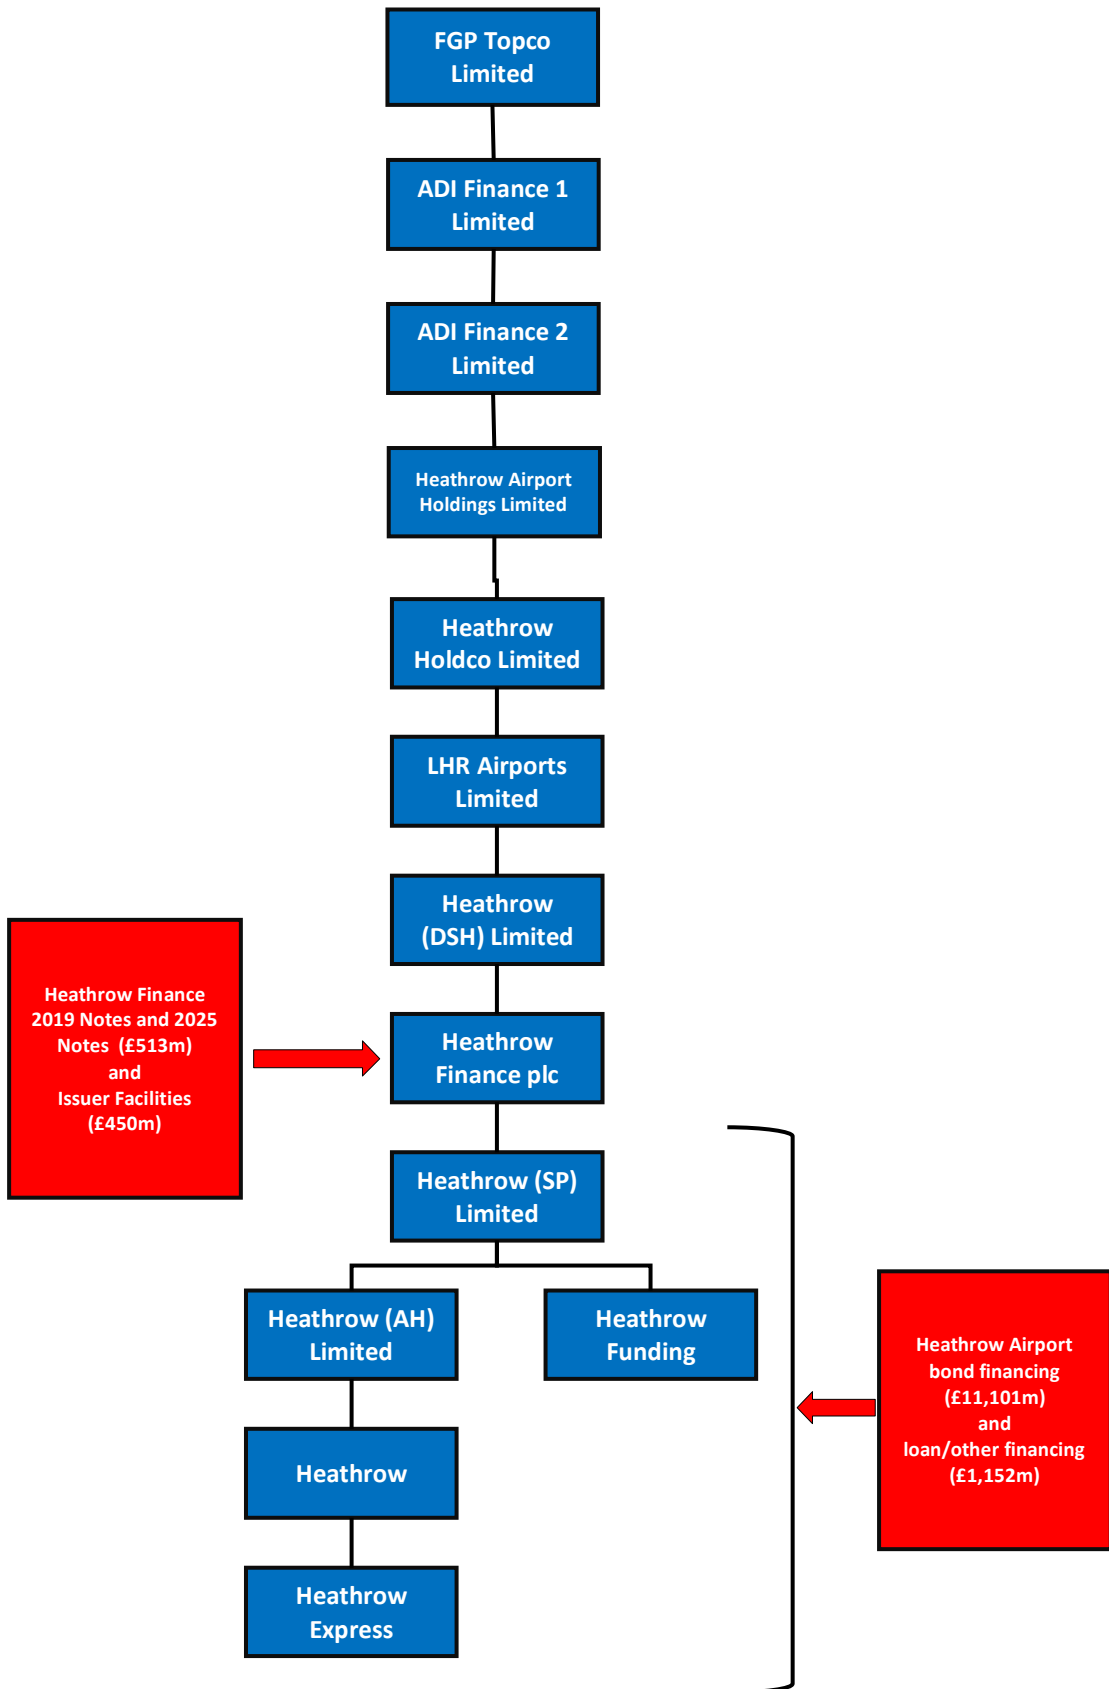 FGP Topco
Limited
ADI Finance 1
Limited
ADI Finance 2
Limited
Heathrow Airport
Holdings Limited
Heathrow
Holdco Limited
LHR Airports
Limited
Heathrow
(DSH) Limited
Heathrow Finance
2019 Notes and 2025
Notes (£513m)
and
Issuer Facilities
(£450m)
Heathrow
Finance plc
Heathrow (SP)
Limited
Heathrow (AH)
Limited
Heathrow
Funding
Heathrow Airport
bond financing
(£11,101m)
and
loan/other financing
(£1,152m)
Heathrow
Heathrow
Express